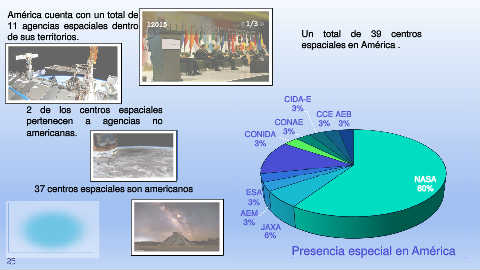 América cuenta con un total de
11 agencias espaciales dentro
de sus territorios.
12015
1/3
Un total de 39 centros
espaciales en América .
2 de los centros espaciales
pertenecen a agencias no
americanas.
37 centros espaciales son americanos
CIDA-E
3%
CCE
3%
AEB
3%
CONAE
3%
CONIDA
3%
NASA
60%
ESA
3%
AEM
3%
JAXA
6%
Presencia especial en América
25